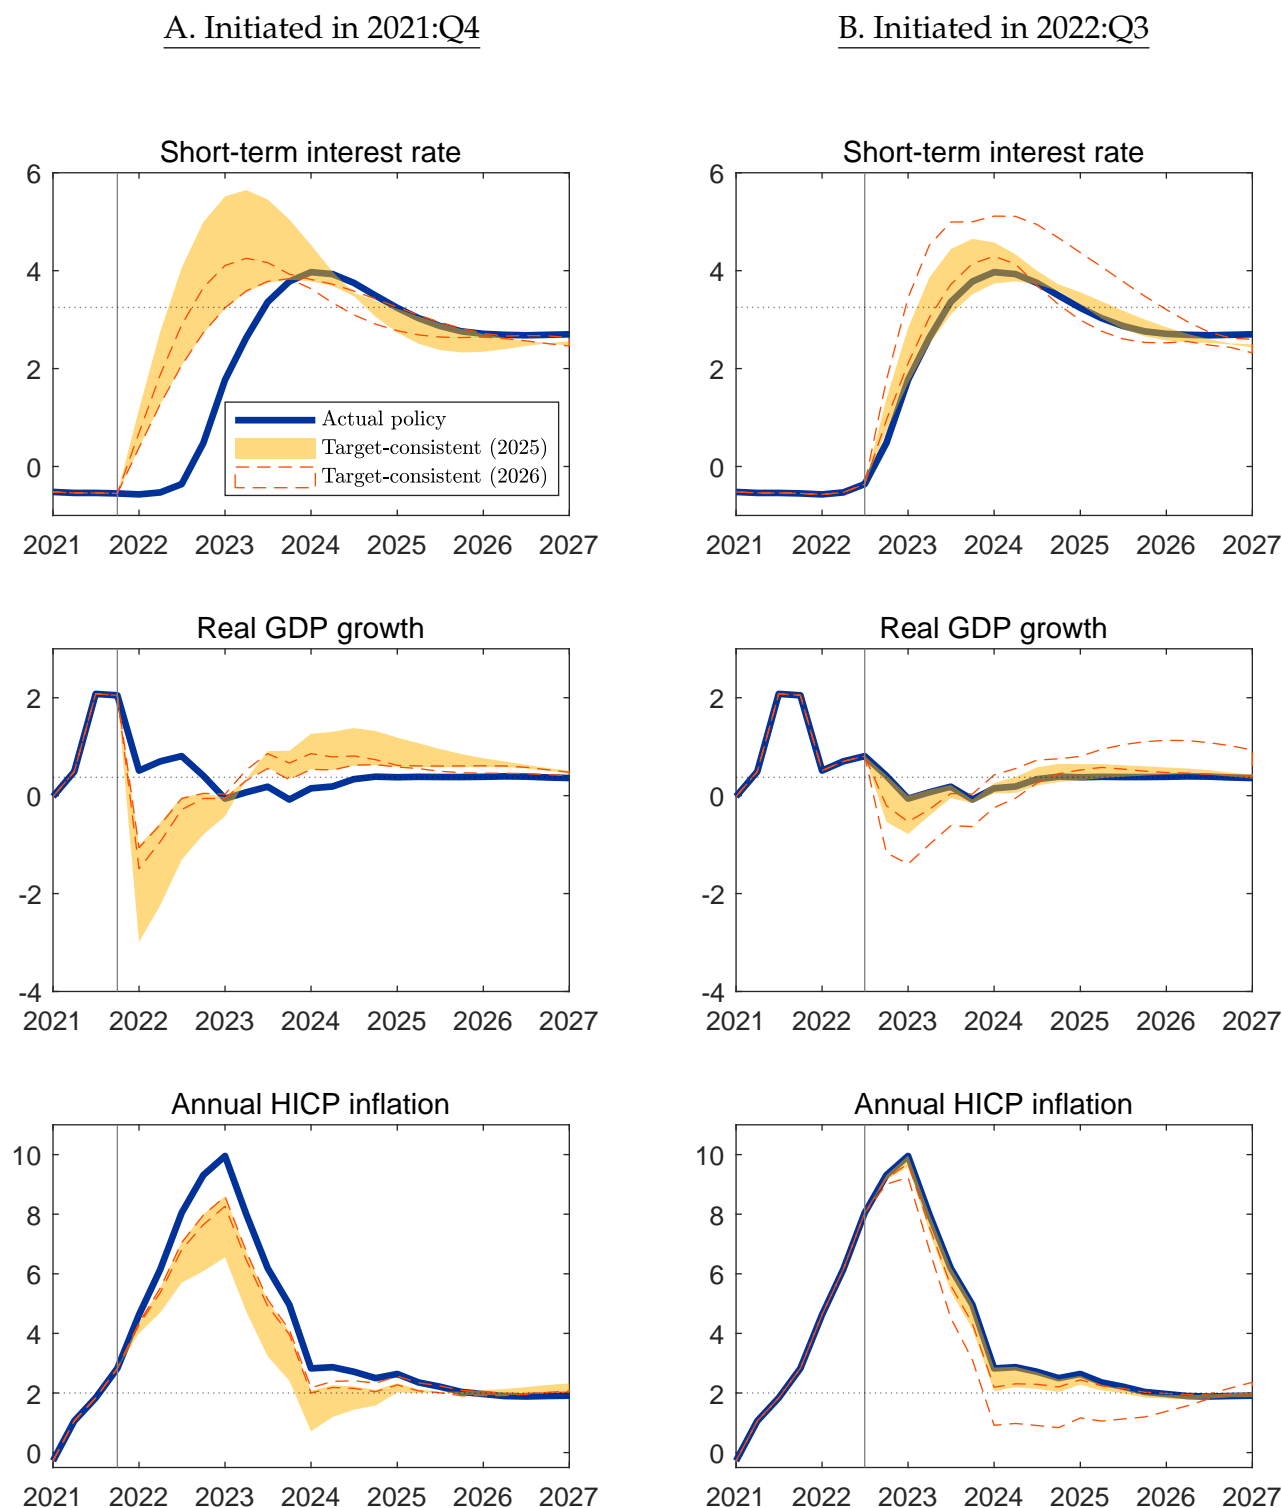 A. Initiated in 2021:Q4
B. Initiated in 2022:Q3
Short-term interest rate
6
4
2
0
2021 2022 2023 2024 2025 2026 2027
Actual policy
Target-consistent (2025)
Target-consistent (2026)
Short-term interest rate
6
4
2
0
2021 2022 2023 2024 2025 2026 2027
Real GDP growth
2
0
-2
-4
2021 2022 2023 2024 2025 2026 2027
Real GDP growth
2
0
-2
-4
2021 2022 2023 2024 2025 2026 2027
Annual HICP inflation
10
8
6
4
2
0
2021 2022 2023 2024 2025 2026 2027
Annual HICP inflation
10
8
6
4
2
0
2021 2022 2023 2024 2025 2026 2027